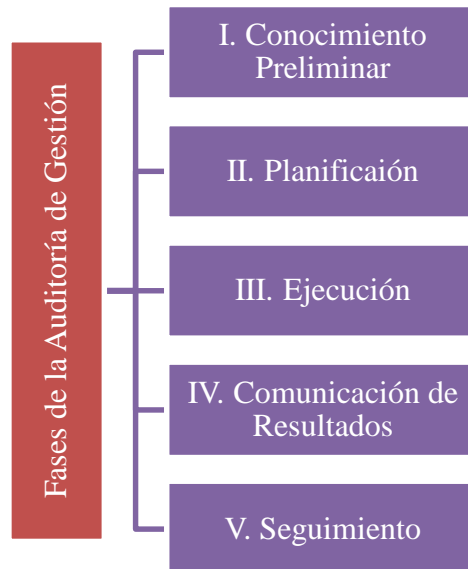 Fases de la Auditoría de Gestión
I. Conocimiento
Preliminar
II. Planificaión
III. Ejecución
IV. Comunicación de
Resultados
V. Seguimiento